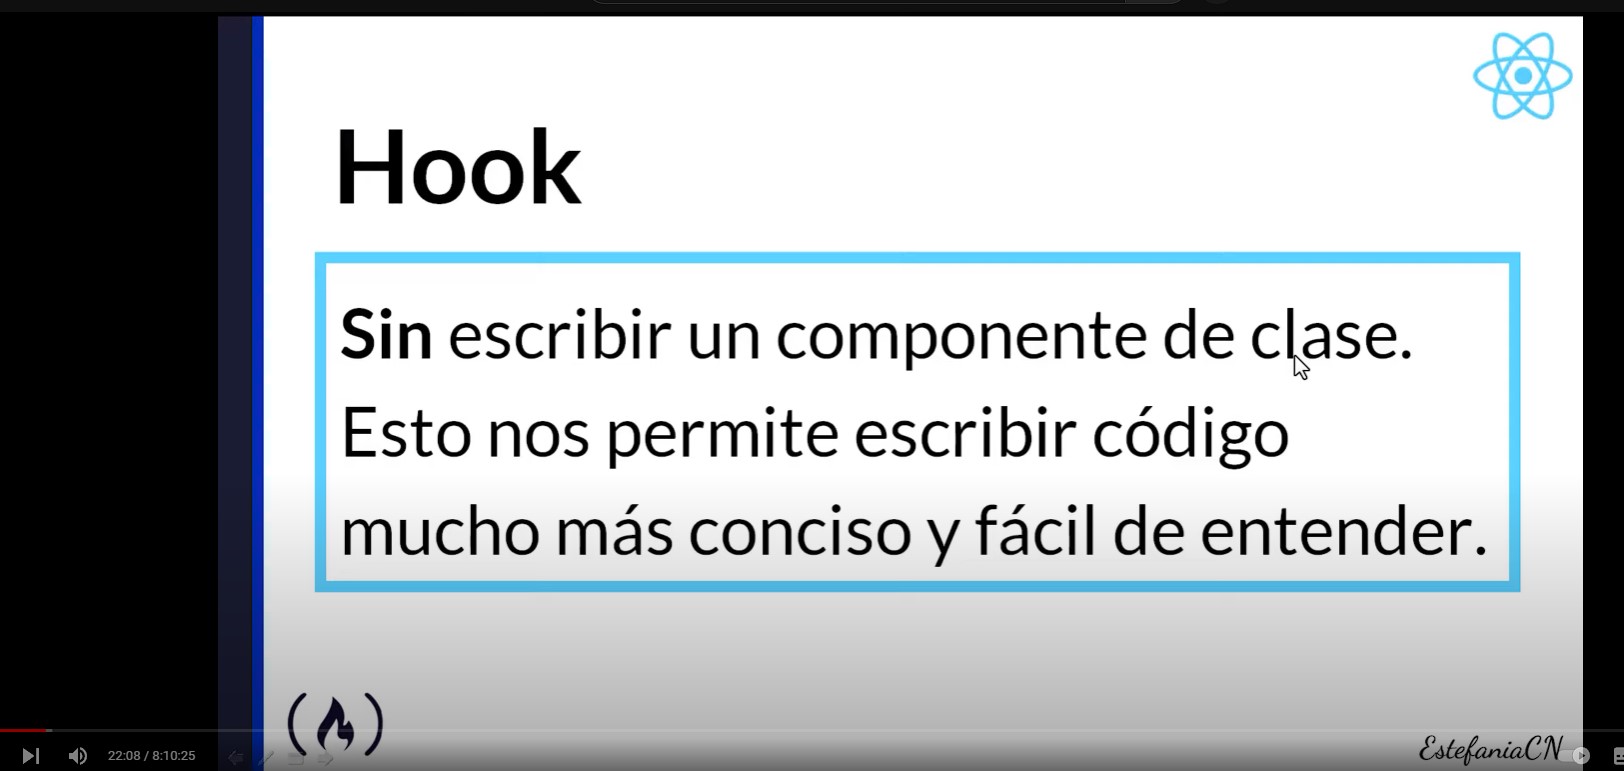 Hook
Sin escribir un componente de clase.
Esto nos permite escribir código
mucho más conciso y fácil de entender.
22:08 / 8:10:25
EstefaniaCN